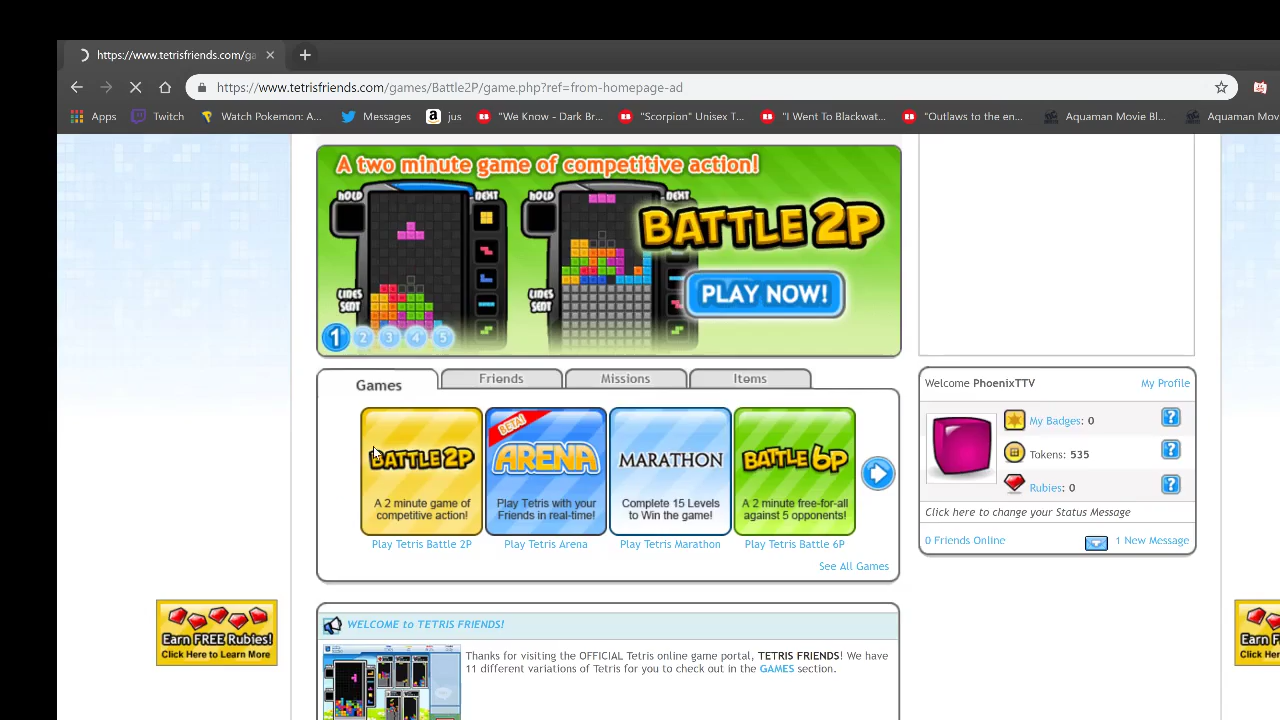 https://www.tetrisfriends.com/ga
https://www.tetrisfriends.com/games/Battle2P/game.php?ref=from-homepage-ad
Apps Twitch Watch Pokemon: A... Messages jus "We Know - Dark Br... "Scorpion" Unisex T... "I Went To Blackwat... "Outlaws to the en... Aquaman Movie Bl... Aquaman Mov
A two minute game of competitive action!
HOLD NEXT HOLD NEXT
BATTLE 2P
LINES SENT LINES SENT
PLAY NOW!
1 2 3 4 5
Games Friends Missions Items
BATTLE 2P
A 2 minute game of
competitive action!
Play Tetris Battle 2P
BETA!
ARENA
Play Tetris with your
Friends in real-time!
Play Tetris Arena
MARATHON
Complete 15 Levels
to Win the game!
Play Tetris Marathon
BATTLE 6P
A 2 minute free-for-all
against 5 opponents!
Play Tetris Battle 6P
See All Games
Welcome PhoenixTTV My Profile
My Badges: 0 ?
Tokens: 535 ?
Rubies: 0 ?
Click here to change your Status Message
0 Friends Online 1 New Message
Earn FREE Rubies!
Click Here to Learn More
WELCOME to TETRIS FRIENDS!
Thanks for visiting the OFFICIAL Tetris online game portal, TETRIS FRIENDS! We have
11 different variations of Tetris for you to check out in the GAMES section.
Earn F
Click Her